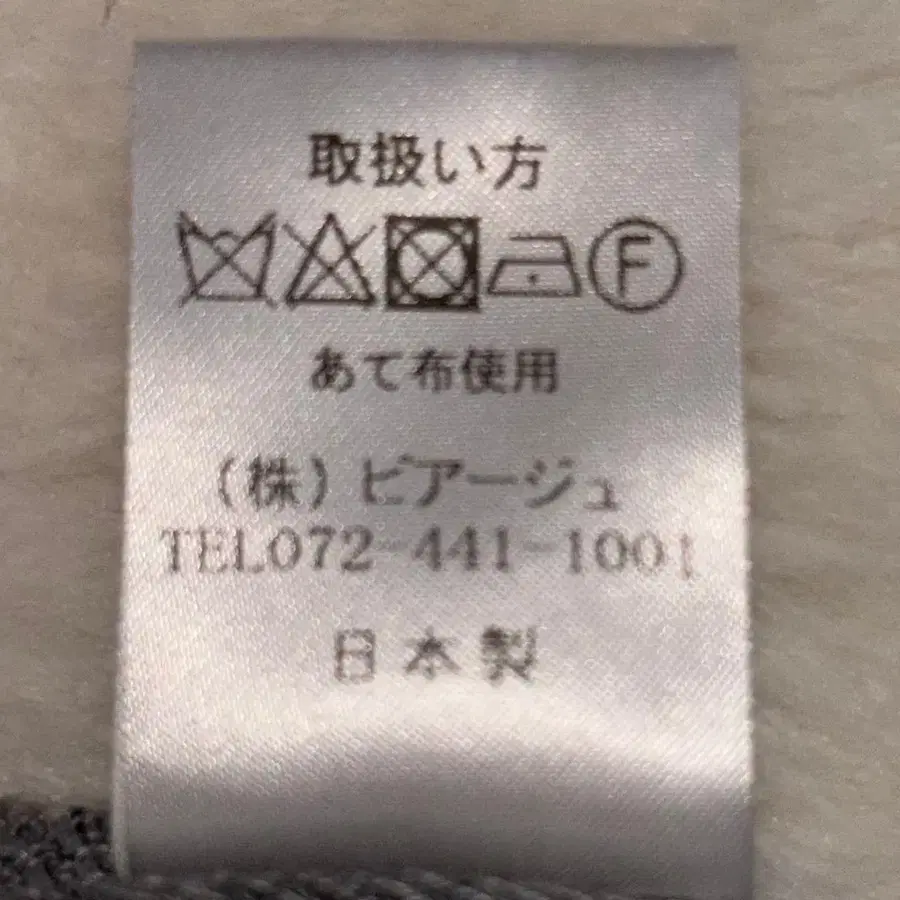 取扱い方
F
あて布使用
(株)ピアージュ
TEL072-441-1001
日本製